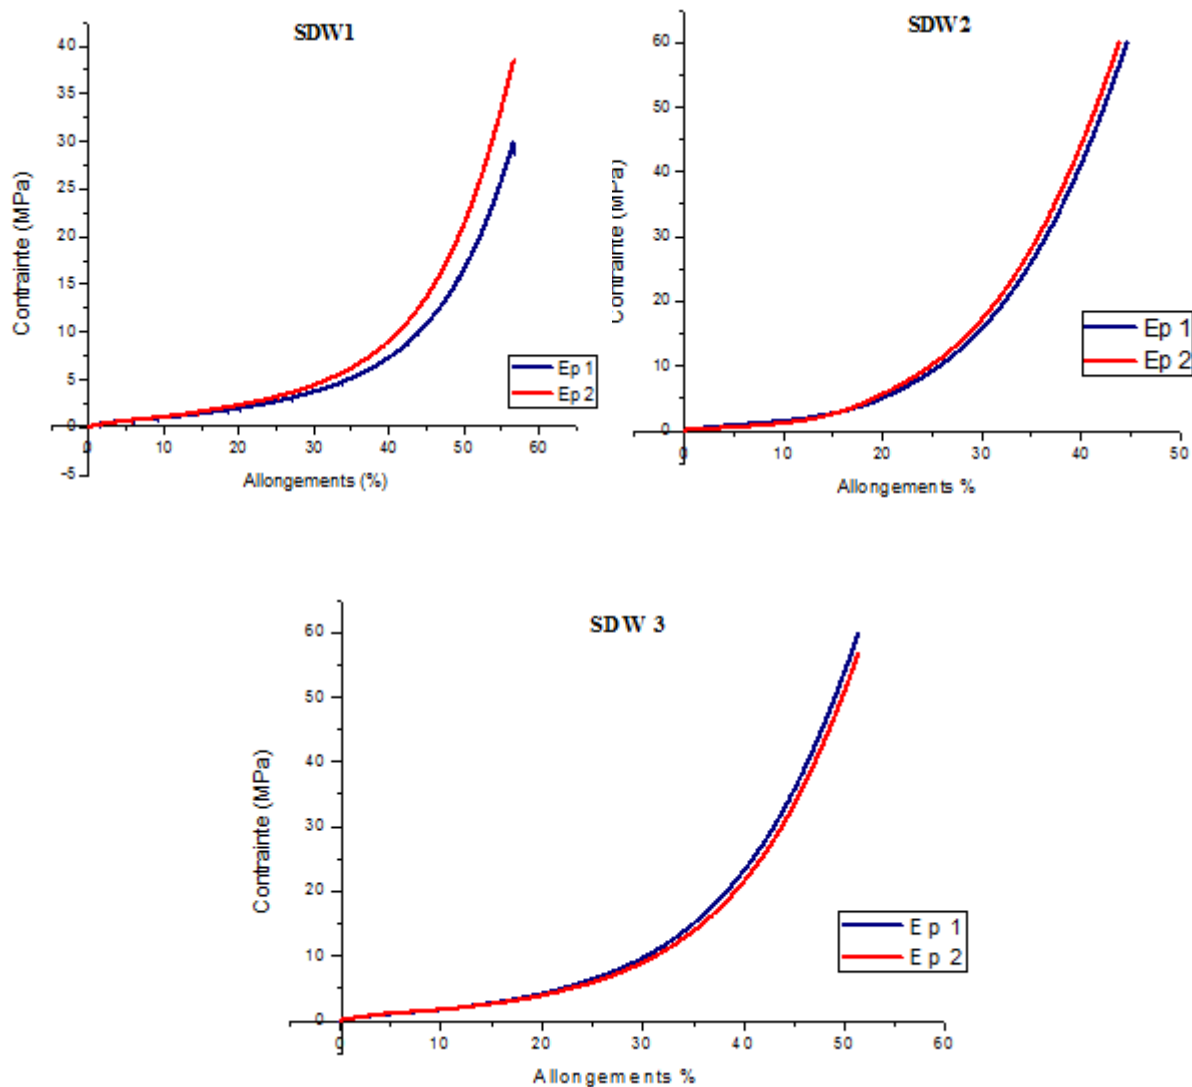 SDW1
40
35
30
25
20
15
10
5
0
-5
0 10 20 30 40 50 60
Contrainte (MPa)
Allongements (%)
Ep 1
Ep 2
SDW2
60
50
40
30
20
10
0
0 10 20 30 40 50
Contrainte (MPa)
Allongements %
Ep 1
Ep 2
SDW 3
60
50
40
30
20
10
0
0 10 20 30 40 50 60
Contrainte (MPa)
Allongements %
Ep 1
Ep 2